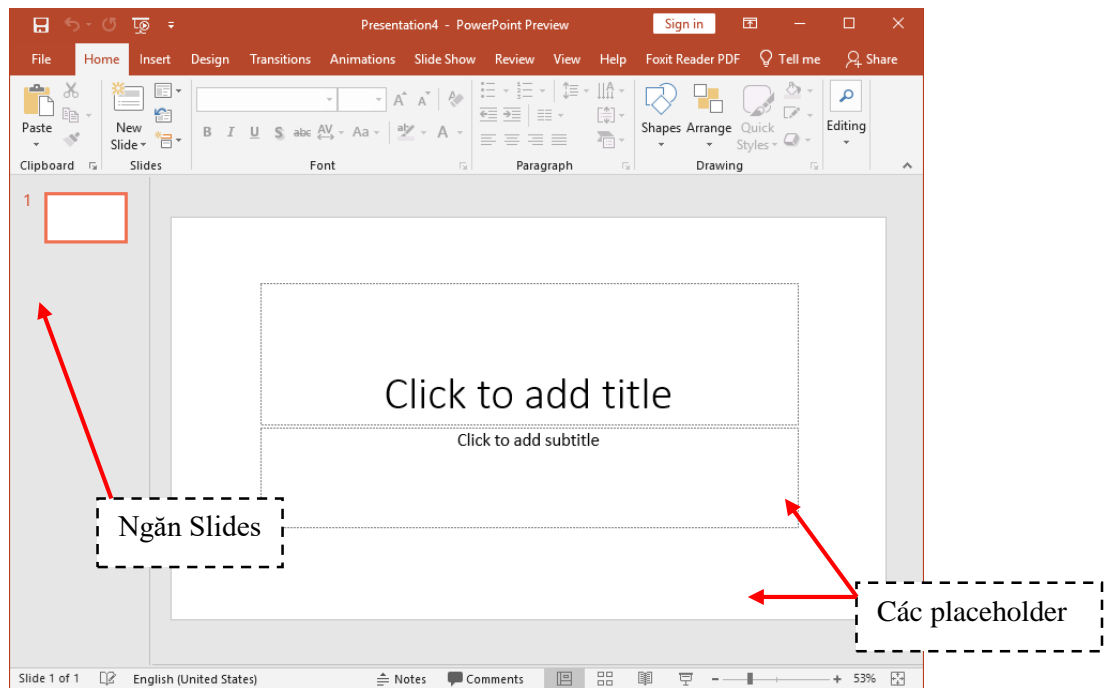 Presentation4 - PowerPoint Preview
Sign in
File Home Insert Design Transitions Animations Slide Show Review View Help Foxit Reader PDF Tell me Share
Paste
New
Slide
B I U S abc AV Aa A A A
Shapes Arrange Quick
Styles
Editing
Clipboard Slides Font Paragraph Drawing
1
Click to add title
Click to add subtitle
Ngăn Slides
Các placeholder
Slide 1 of 1 English (United States) Notes Comments 53%